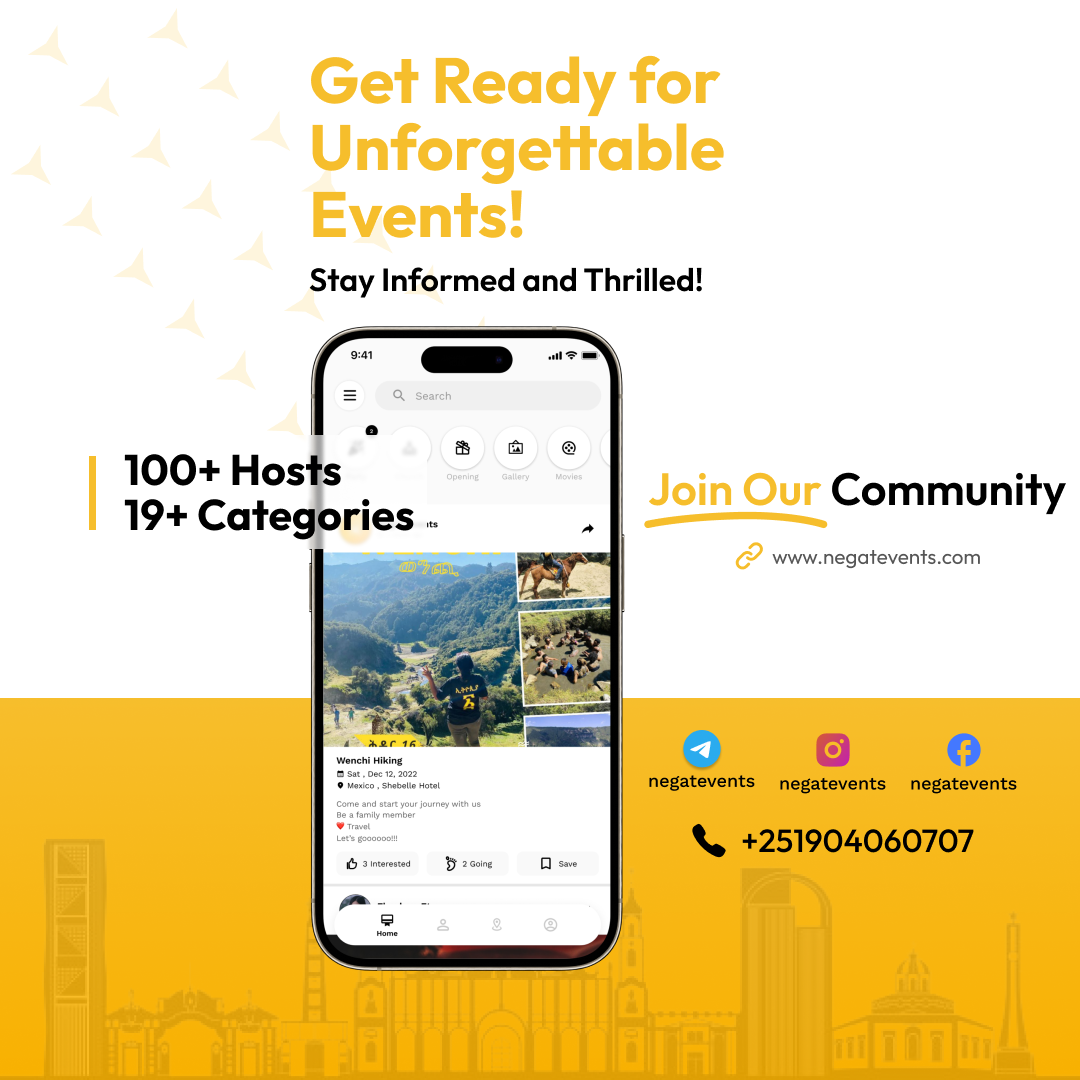 Get Ready for
Unforgettable
Events!
Stay Informed and Thrilled!
9:41
Search
2
Opening
Gallery
Movies
100+ Hosts
19+ Categories
ወንጪ
ኢትዮጵያ
ኅዳር 16
Wenchi Hiking
Sat , Dec 12, 2022
Mexico , Shebelle Hotel
Come and start your journey with us
Be a family member
❤️ Travel
Let's goooooo!!!
3 Interested
2 Going
Save
Home
Join Our Community
www.negatevents.com
negatevents
negatevents
negatevents
+251904060707